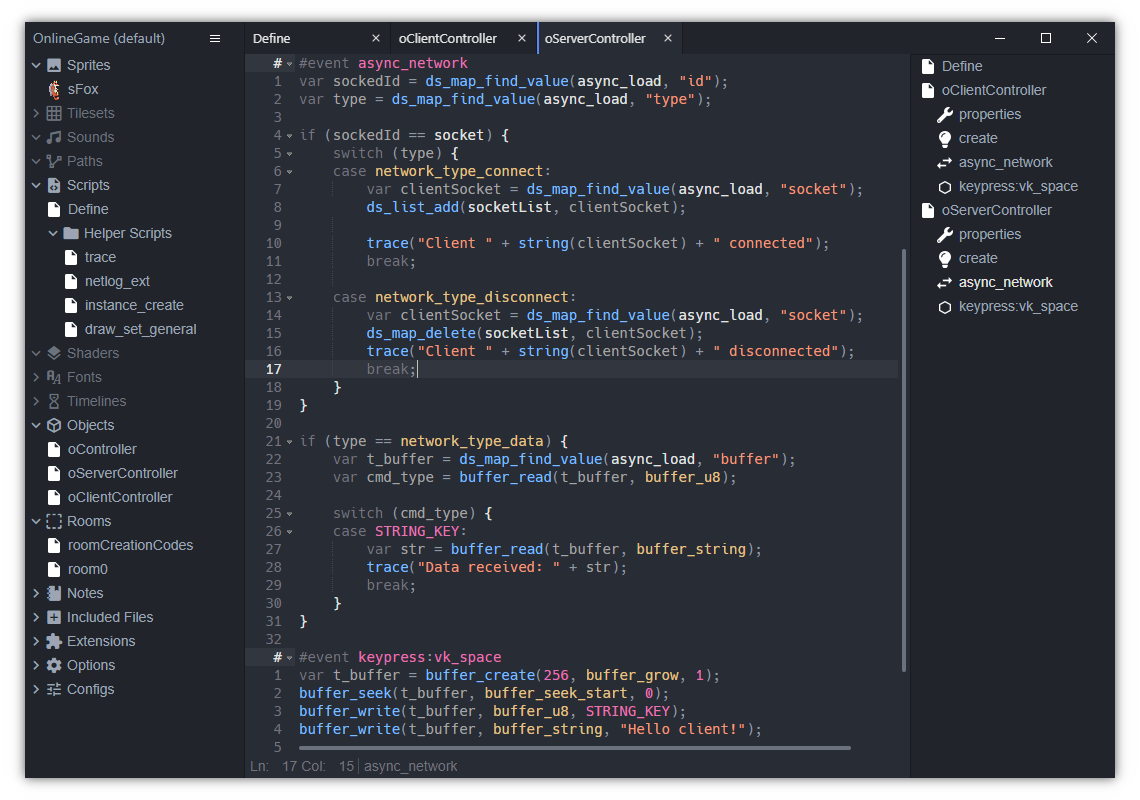 OnlineGame (default)
Sprites
sFox
Tilesets
Sounds
Paths
Scripts
Define
Helper Scripts
trace
netlog_ext
instance_create
draw_set_general
Shaders
Fonts
Timelines
Objects
oController
oServerController
oClientController
Rooms
roomCreationCodes
room0
Notes
Included Files
Extensions
Options
Configs
Define × oClientController × oServerController ×
# #event async_network
1 var sockedId = ds_map_find_value(async_load, "id");
2 var type = ds_map_find_value(async_load, "type");
3
4 if (sockedId == socket) {
5 switch (type) {
6 case network_type_connect:
7 var clientSocket = ds_map_find_value(async_load, "socket");
8 ds_list_add(socketList, clientSocket);
9
10 trace("Client " + string(clientSocket) + " connected");
11 break;
12
13 case network_type_disconnect:
14 var clientSocket = ds_map_find_value(async_load, "socket");
15 ds_map_delete(socketList, clientSocket);
16 trace("Client " + string(clientSocket) + " disconnected");
17 break;
18 }
19 }
20
21 if (type == network_type_data) {
22 var t_buffer = ds_map_find_value(async_load, "buffer");
23 var cmd_type = buffer_read(t_buffer, buffer_u8);
24
25 switch (cmd_type) {
26 case STRING_KEY:
27 var str = buffer_read(t_buffer, buffer_string);
28 trace("Data received: " + str);
29 break;
30 }
31 }
32
# #event keypress:vk_space
1 var t_buffer = buffer_create(256, buffer_grow, 1);
2 buffer_seek(t_buffer, buffer_seek_start, 0);
3 buffer_write(t_buffer, buffer_u8, STRING_KEY);
4 buffer_write(t_buffer, buffer_string, "Hello client!");
5
Ln: 17 Col: 15 async_network
Define
oClientController
properties
create
async_network
keypress:vk_space
oServerController
properties
create
async_network
keypress:vk_space